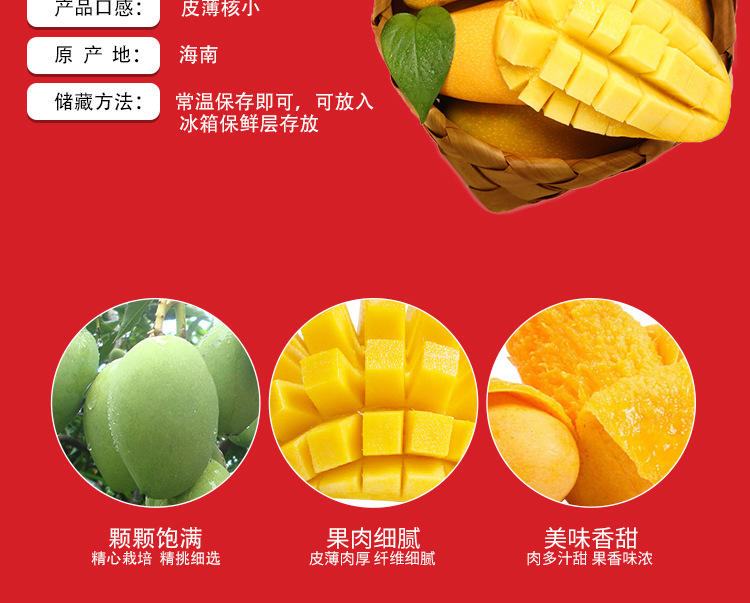 产品口感： 皮薄核小
原 产 地： 海南
储藏方法： 常温保存即可，可放入
冰箱保鲜层存放
颗颗饱满
精心栽培 精挑细选
果肉细腻
皮薄肉厚 纤维细腻
美味香甜
肉多汁甜 果香味浓